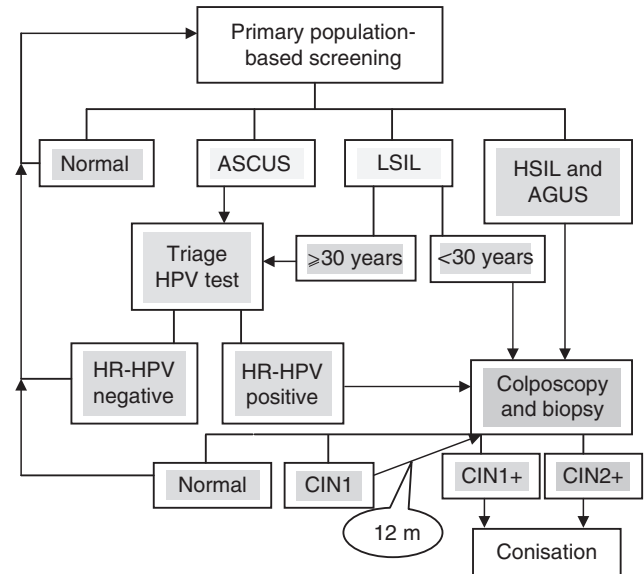 Primary population-
based screening
Normal
ASCUS
LSIL
HSIL and
AGUS
Triage
HPV test
⩾30 years
<30 years
HR-HPV
negative
HR-HPV
positive
Colposcopy
and biopsy
Normal
CIN1
CIN1+
CIN2+
12 m
Conisation